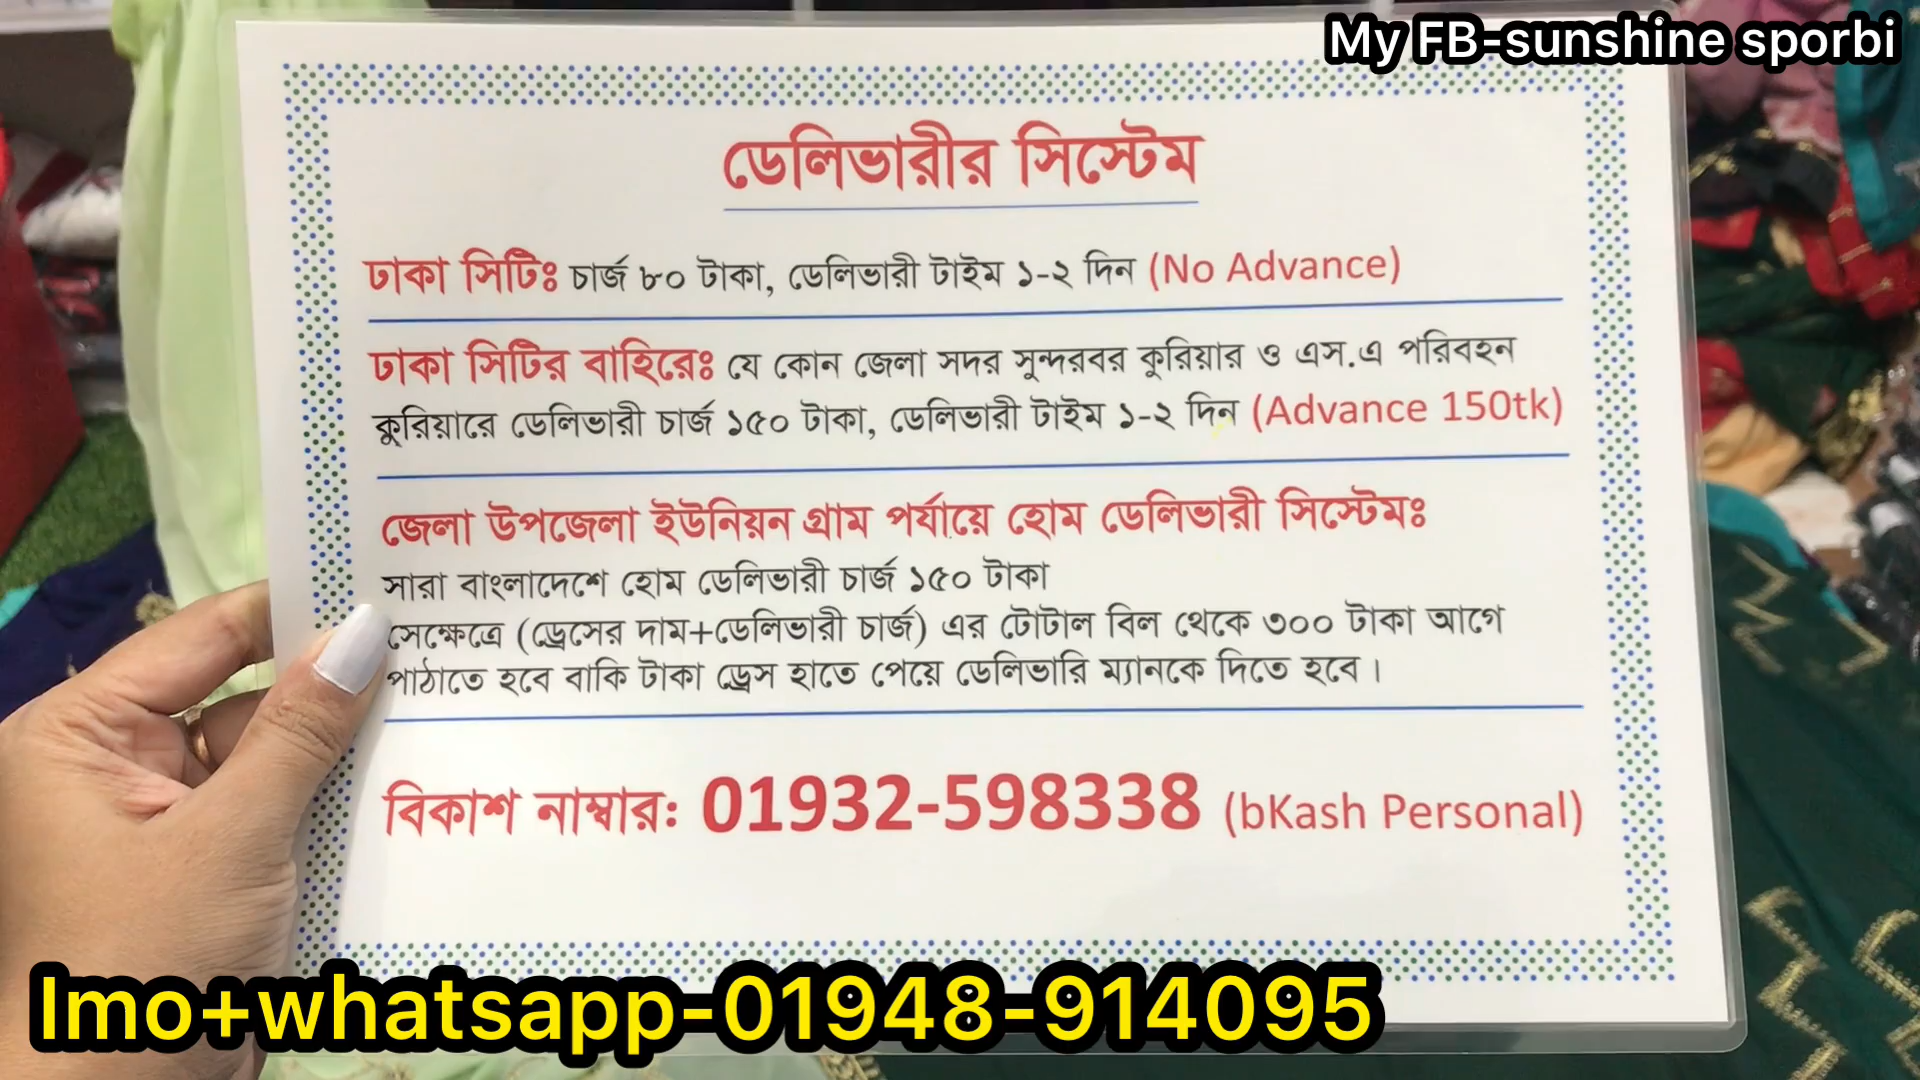 My FB-sunshine sporbi
ডেলিভারীর সিস্টেম
ঢাকা সিটিঃ চার্জ ৮০ টাকা, ডেলিভারী টাইম ১-২ দিন (No Advance)
ঢাকা সিটির বাহিরেঃ যে কোন জেলা সদর সুন্দরবর কুরিয়ার ও এস.এ পরিবহন
কুরিয়ারে ডেলিভারী চার্জ ১৫০ টাকা, ডেলিভারী টাইম ১-২ দিন (Advance 150tk)
জেলা উপজেলা ইউনিয়ন গ্রাম পর্যায়ে হোম ডেলিভারী সিস্টেমঃ
সারা বাংলাদেশে হোম ডেলিভারী চার্জ ১৫০ টাকা
সেক্ষেত্রে (ড্রেসের দাম+ডেলিভারী চার্জ) এর টোটাল বিল থেকে ৩০০ টাকা আগে
পাঠাতে হবে বাকি টাকা ড্রেস হাতে পেয়ে ডেলিভারি ম্যানকে দিতে হবে।
বিকাশ নাম্বার: 01932-598338 (bKash Personal)
Imo+whatsapp-01948-914095